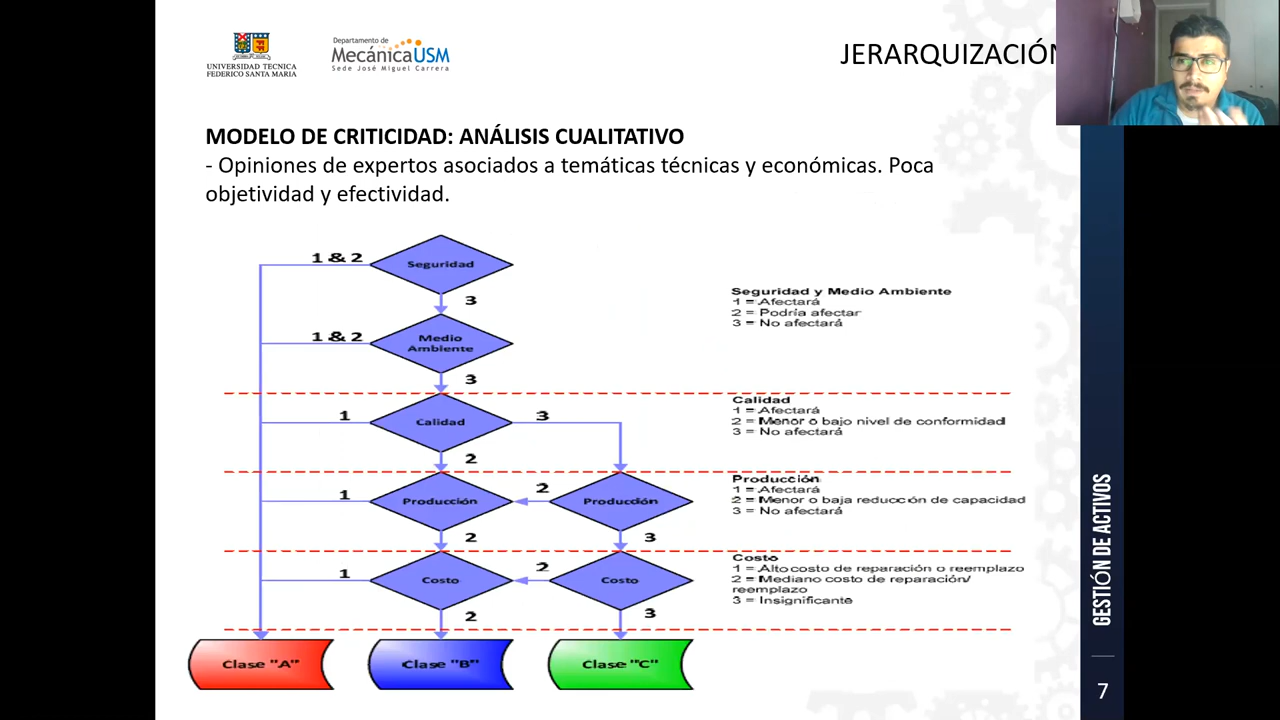 UNIVERSIDAD TECNICA
FEDERICO SANTA MARIA
Departamento de
MecánicaUSM
Sede José Miguel Carrera
JERARQUIZACIÓN
MODELO DE CRITICIDAD: ANÁLISIS CUALITATIVO
- Opiniones de expertos asociados a temáticas técnicas y económicas. Poca
objetividad y efectividad.
1 & 2
Seguridad
3
1 & 2
Medio
Ambiente
3
Seguridad y Medio Ambiente
1 = Afectará
2 = Podría afectar
3 = No afectará
1
Calidad
3
2
Calidad
1 = Afectará
2 = Menor o bajo nivel de conformidad
3 = No afectará
1
Producción
2
Producción
2
3
Producción
1 = Afectará
2 = Menor o baja reducción de capacidad
3 = No afectará
1
Costo
2
Costo
2
3
Costo
1 = Alto costo de reparación o reemplazo
2 = Mediano costo de reparación/
reemplazo
3 = Insignificante
Clase "A"
Clase "B"
Clase "C"
GESTIÓN DE ACTIVOS
7